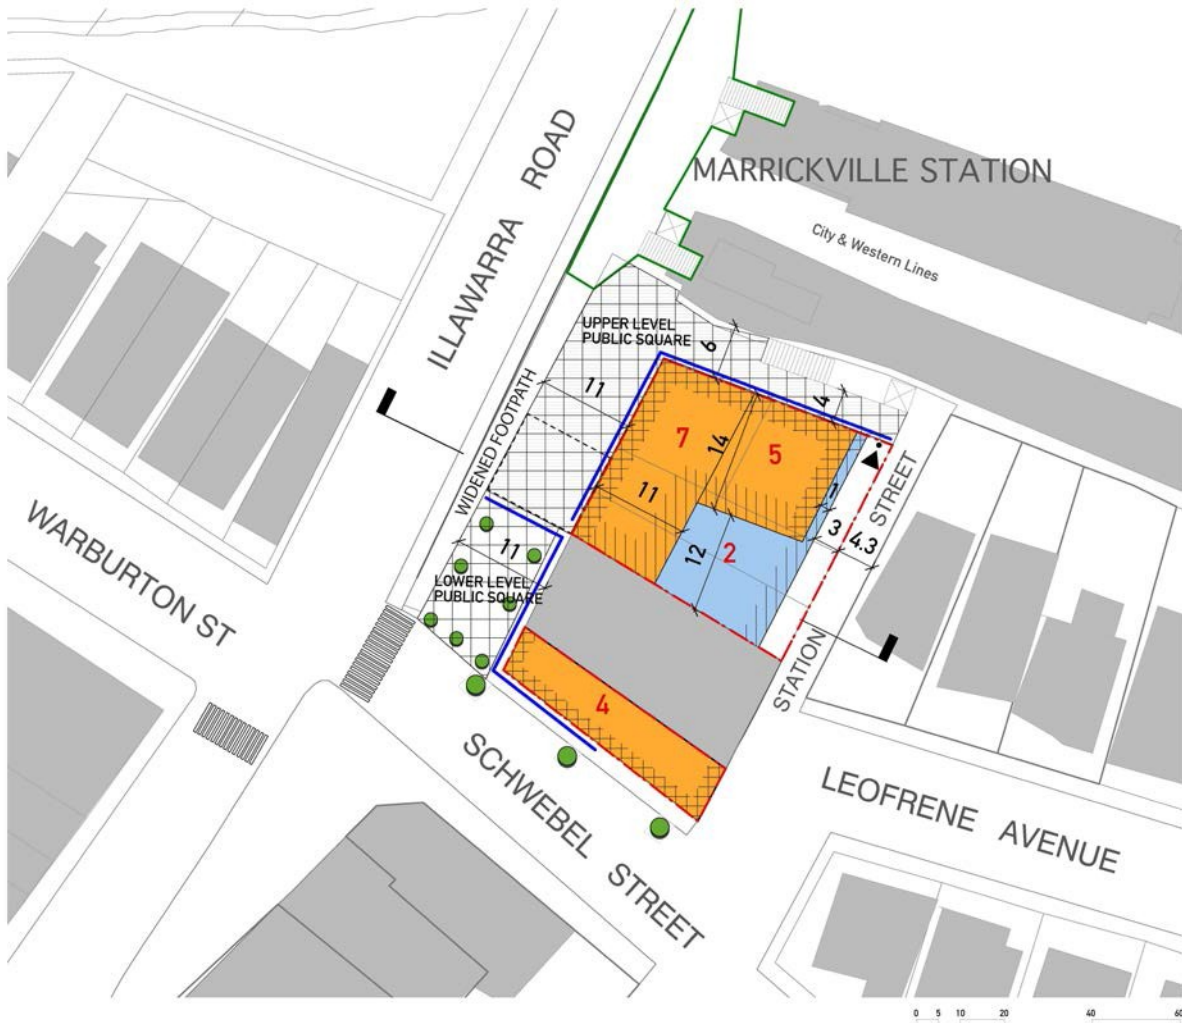 ILLAWARRA ROAD
MARRICKVILLE STATION
City & Western Lines
UPPER LEVEL
PUBLIC SQUARE
6
11
4
WIDENED FOOTPATH
7
14
5
11
1
3
4.3
STATION STREET
12
2
11
LOWER LEVEL
PUBLIC SQUARE
WARBURTON ST
4
SCHWEBEL STREET
LEOFRENE AVENUE
0 5 10 20 40 60